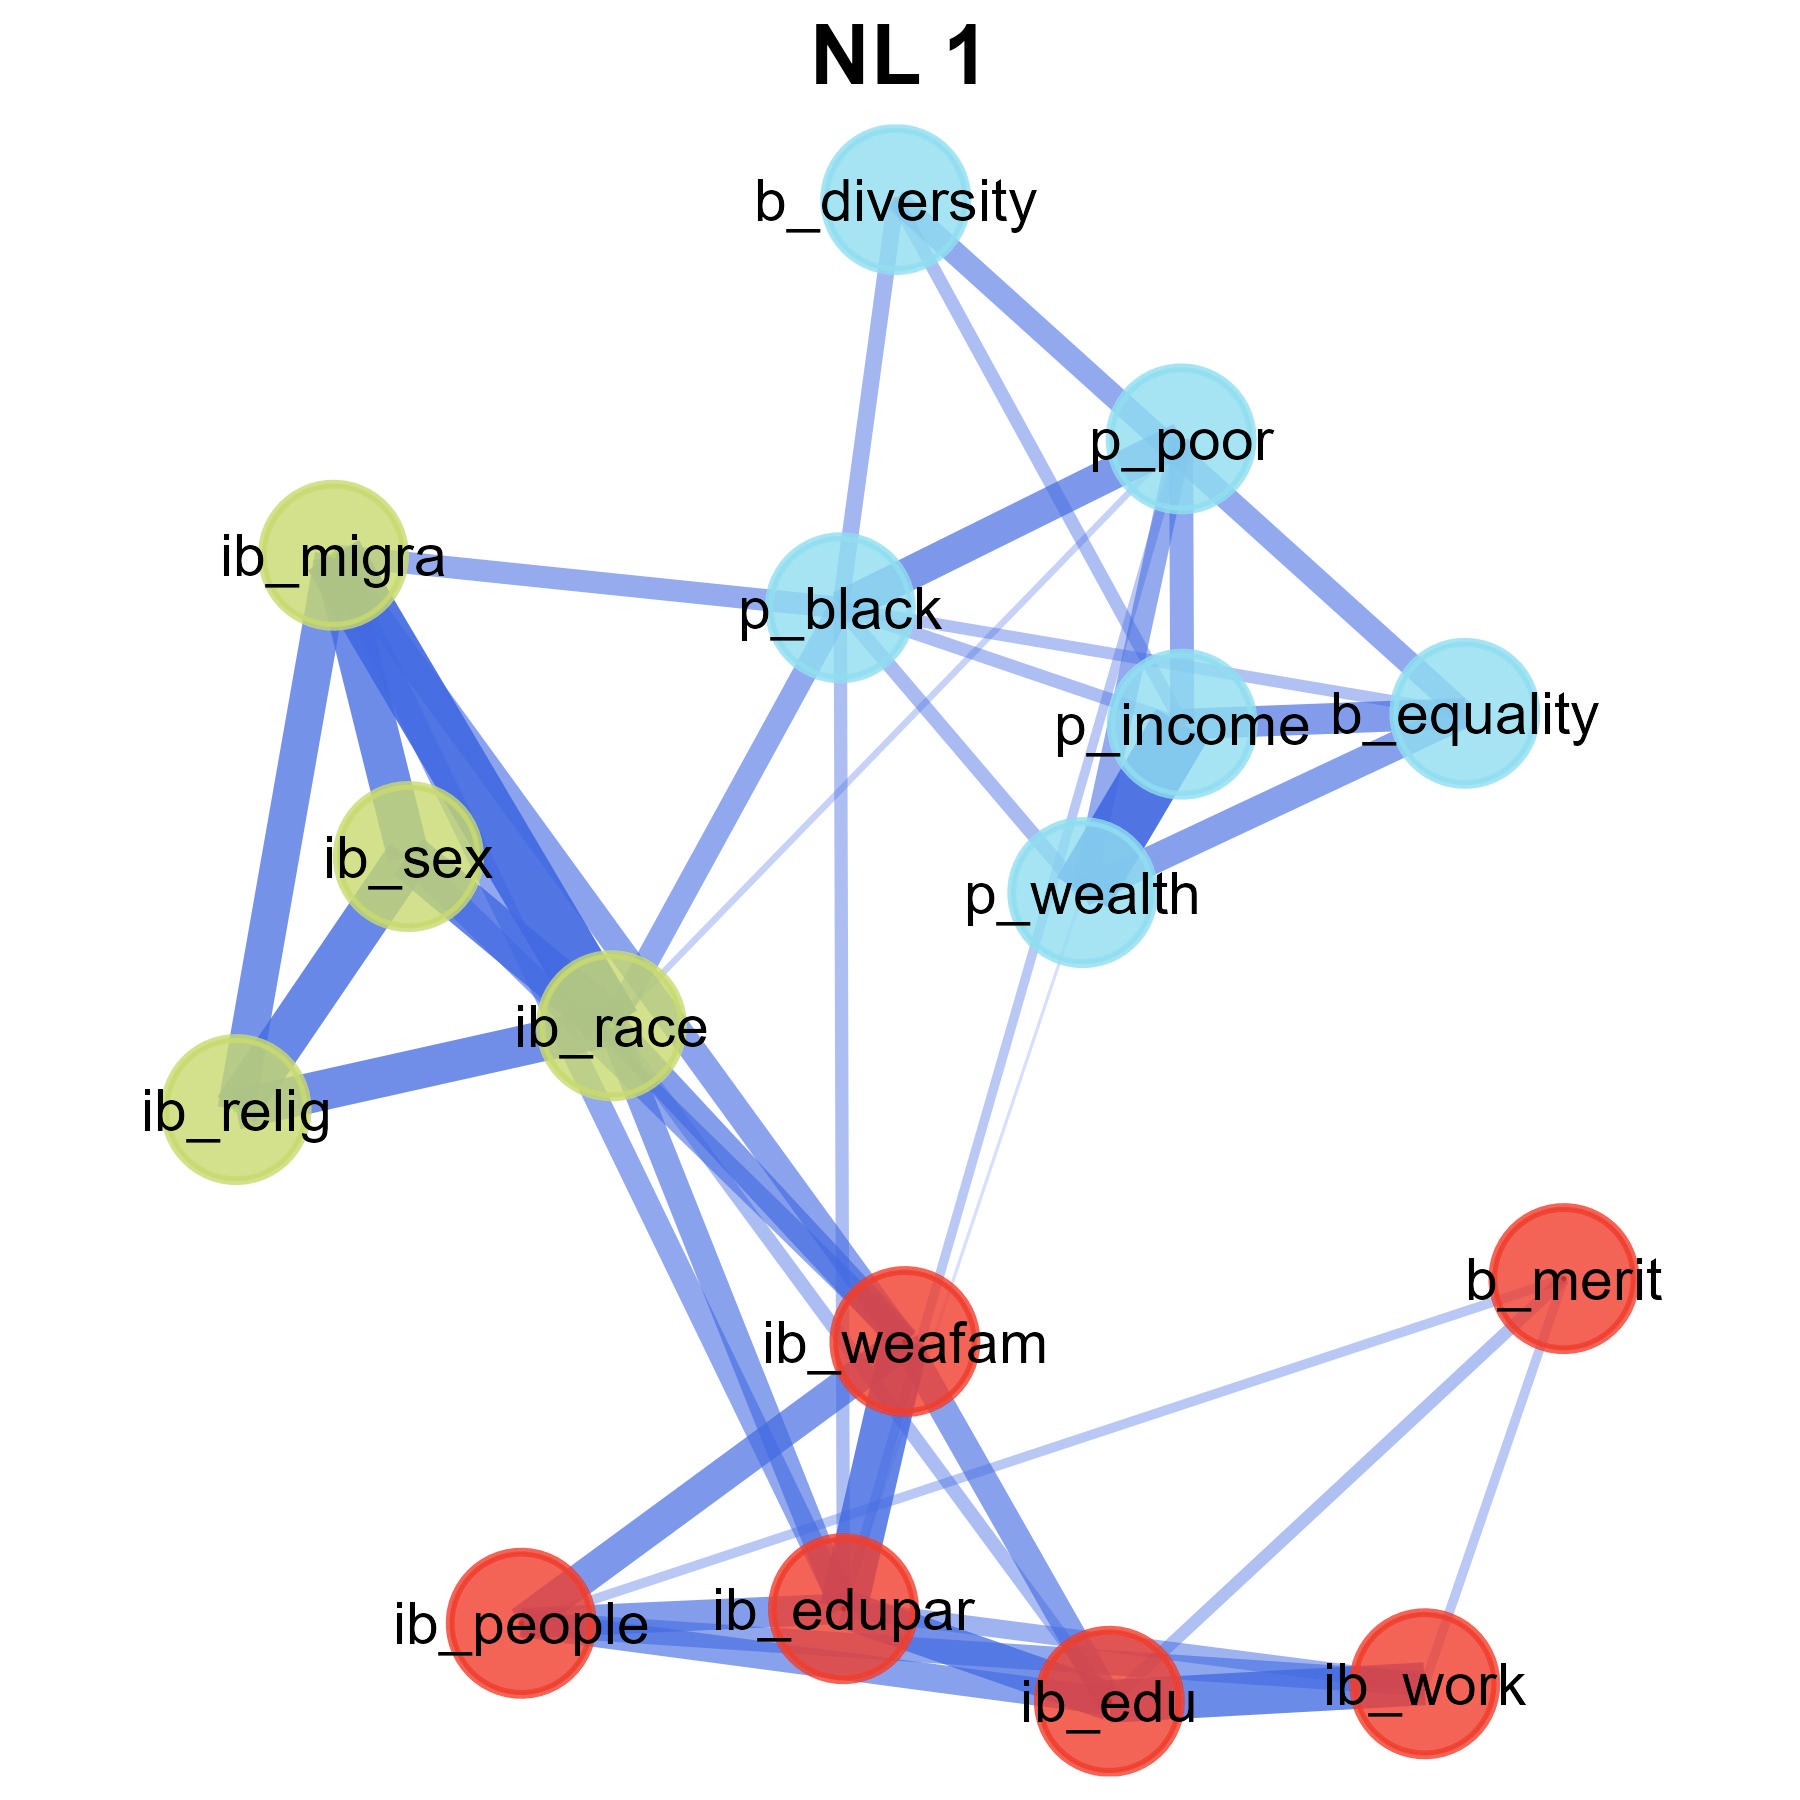 NL 1
b_diversity
p_poor
ib_migra
p_black
p_income
b_equality
ib_sex
p_wealth
ib_race
ib_relig
b_merit
ib_weafam
ib_people
ib_edupar
ib_edu
ib_work